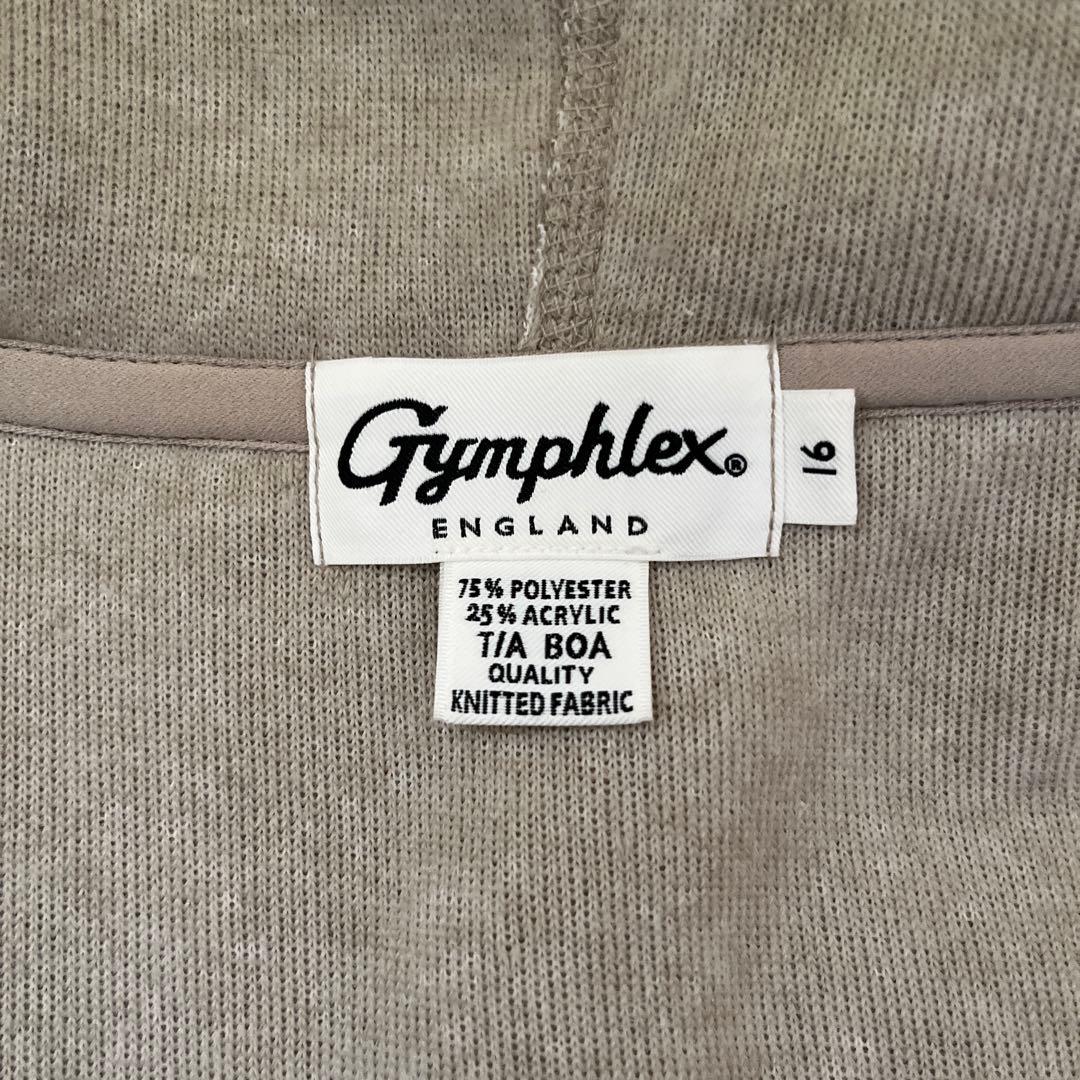 Gymphlex®
ENGLAND
16
75% POLYESTER
25% ACRYLIC
T/A BOA
QUALITY
KNITTED FABRIC